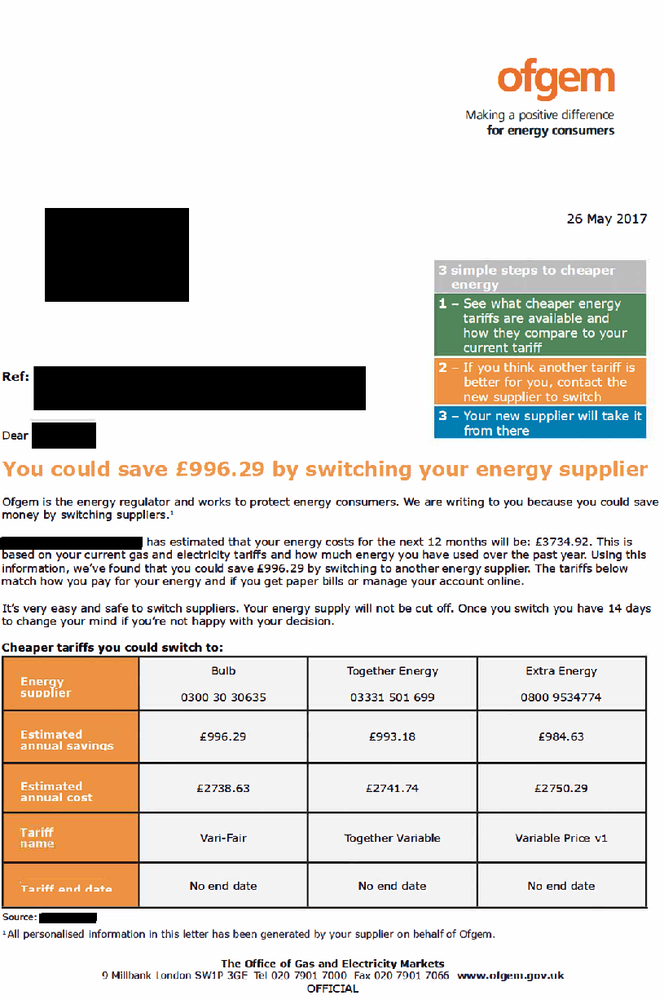 ofgem
Making a positive difference
for energy consumers
26 May 2017
3 simple steps to cheaper
energy
1 – See what cheaper energy
tariffs are available and
how they compare to your
current tariff
2 – If you think another tariff is
better for you, contact the
new supplier to switch
3 – Your new supplier will take it
from there
Ref:
Dear
You could save £996.29 by switching your energy supplier
Ofgem is the energy regulator and works to protect energy consumers. We are writing to you because you could save
money by switching suppliers.¹
has estimated that your energy costs for the next 12 months will be: £3734.92. This is
based on your current gas and electricity tariffs and how much energy you have used over the past year. Using this
information, we've found that you could save £996.29 by switching to another energy supplier. The tariffs below
match how you pay for your energy and if you get paper bills or manage your account online.
It's very easy and safe to switch suppliers. Your energy supply will not be cut off. Once you switch you have 14 days
to change your mind if you're not happy with your decision.
Cheaper tariffs you could switch to:
Energy supplier Bulb 0300 30 30635 Together Energy 03331 501 699 Extra Energy 0800 9534774
Estimated annual savings £996.29 £993.18 £984.63
Estimated annual cost £2738.63 £2741.74 £2750.29
Tariff name Vari-Fair Together Variable Variable Price v1
Tariff end date No end date No end date No end date
Source:
¹All personalised information in this letter has been generated by your supplier on behalf of Ofgem.
The Office of Gas and Electricity Markets
9 Millbank London SW1P 3GE Tel 020 7901 7000 Fax 020 7901 7066 www.ofgem.gov.uk
OFFICIAL